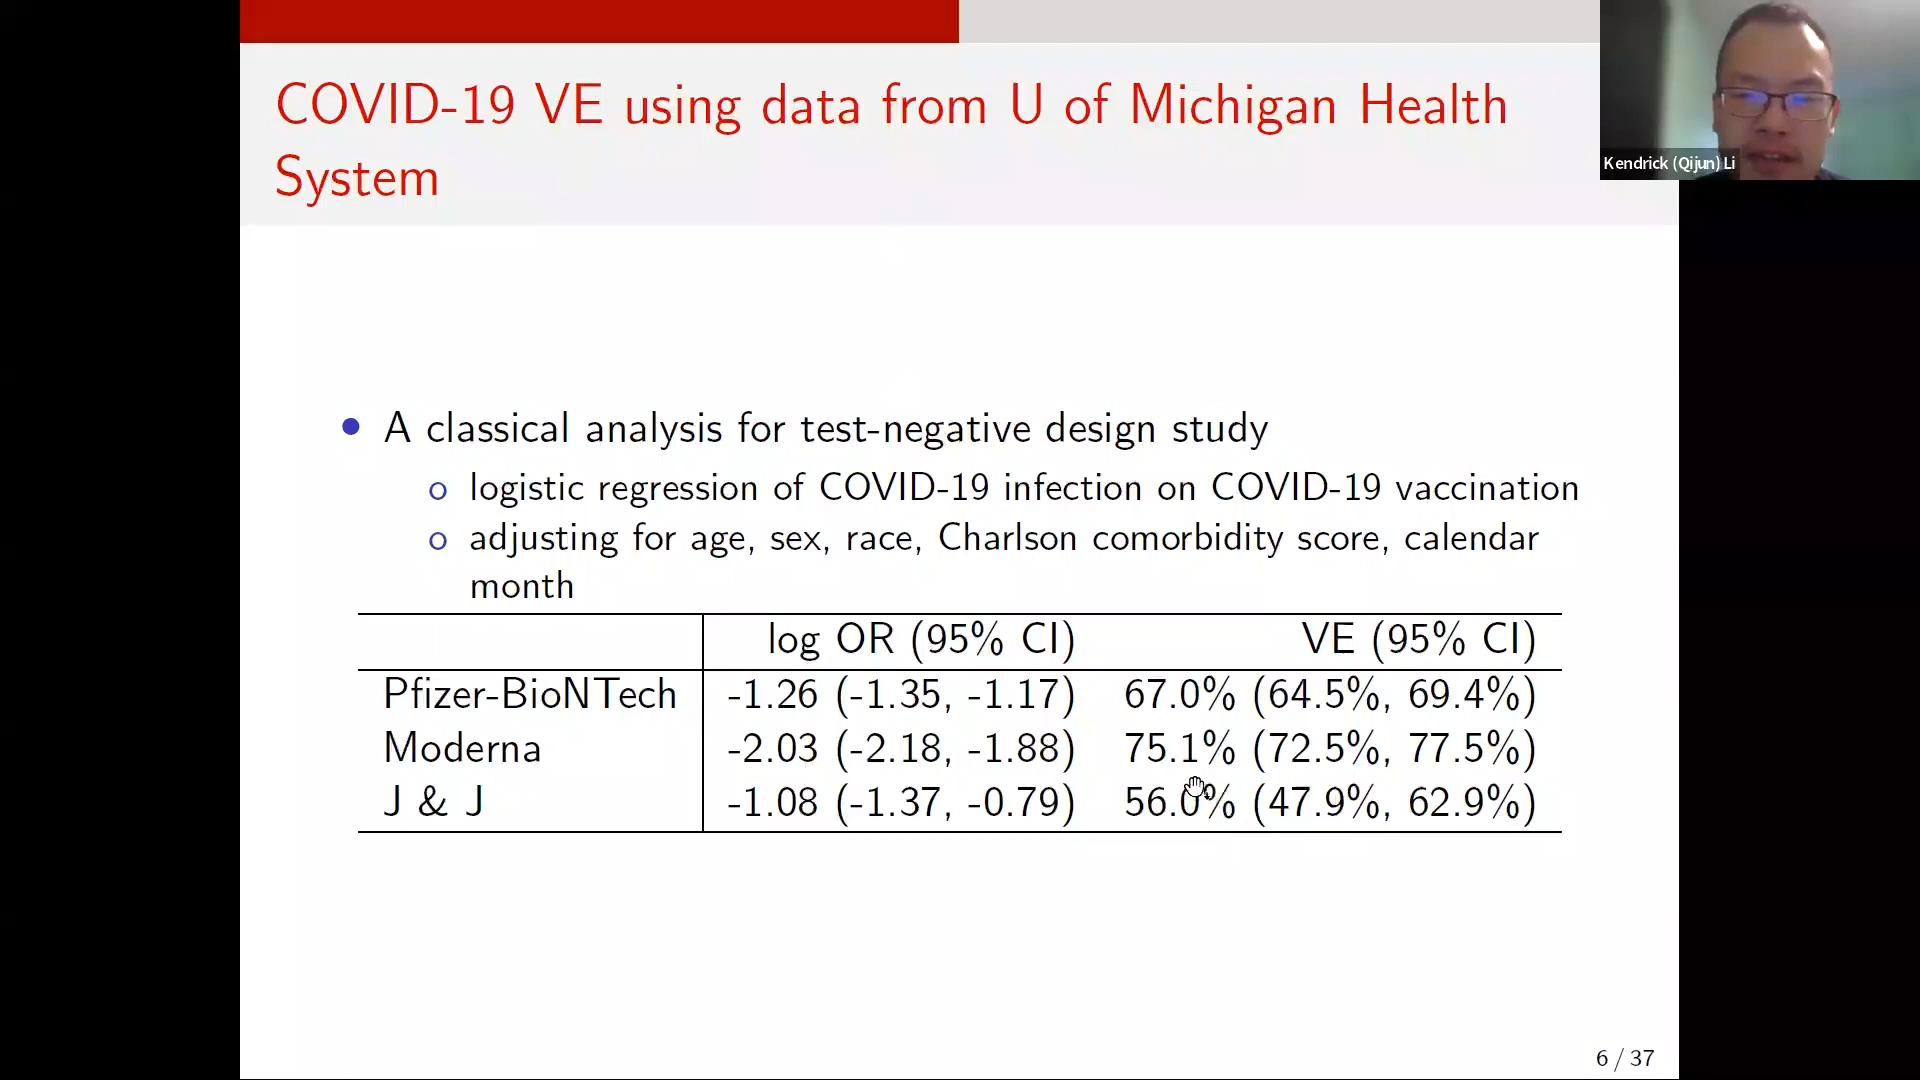 COVID-19 VE using data from U of Michigan Health
System
Kendrick (Qijun) Li
• A classical analysis for test-negative design study
o logistic regression of COVID-19 infection on COVID-19 vaccination
o adjusting for age, sex, race, Charlson comorbidity score, calendar
month
log OR (95% CI) VE (95% CI)
Pfizer-BioNTech -1.26 (-1.35, -1.17) 67.0% (64.5%, 69.4%)
Moderna -2.03 (-2.18, -1.88) 75.1% (72.5%, 77.5%)
J & J -1.08 (-1.37, -0.79) 56.0% (47.9%, 62.9%)
6 / 37